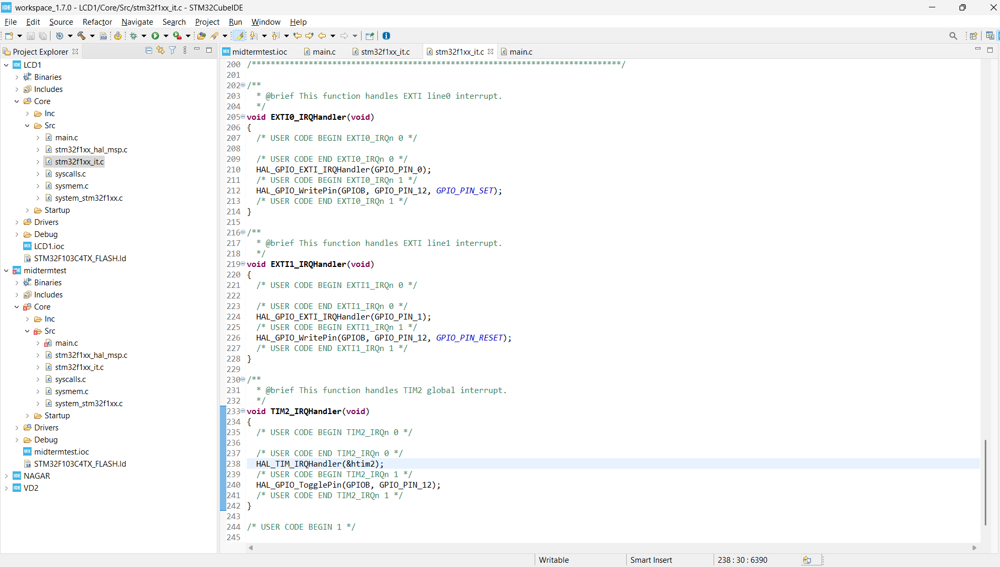 IDE workspace_1.7.0 - LCD1/Core/Src/stm32f1xx_it.c - STM32CubeIDE
File Edit Source Refactor Navigate Search Project Run Window Help
Project Explorer
LCD1
Binaries
Includes
Core
Inc
Src
main.c
stm32f1xx_hal_msp.c
stm32f1xx_it.c
syscalls.c
sysmem.c
system_stm32f1xx.c
Startup
Drivers
Debug
LCD1.ioc
STM32F103C4TX_FLASH.ld
midtermtest
Binaries
Includes
Core
Inc
Src
main.c
stm32f1xx_hal_msp.c
stm32f1xx_it.c
syscalls.c
sysmem.c
system_stm32f1xx.c
Startup
Drivers
Debug
midtermtest.ioc
STM32F103C4TX_FLASH.ld
NAGAR
VD2
midtermtest.ioc main.c stm32f1xx_it.c stm32f1xx_it.c main.c
200 /******************************************************************************/
201
202 /**
203 * @brief This function handles EXTI line0 interrupt.
204 */
205 void EXTI0_IRQHandler(void)
206 {
207 /* USER CODE BEGIN EXTI0_IRQn 0 */
208
209 /* USER CODE END EXTI0_IRQn 0 */
210 HAL_GPIO_EXTI_IRQHandler(GPIO_PIN_0);
211 /* USER CODE BEGIN EXTI0_IRQn 1 */
212 HAL_GPIO_WritePin(GPIOB, GPIO_PIN_12, GPIO_PIN_SET);
213 /* USER CODE END EXTI0_IRQn 1 */
214 }
215
216 /**
217 * @brief This function handles EXTI line1 interrupt.
218 */
219 void EXTI1_IRQHandler(void)
220 {
221 /* USER CODE BEGIN EXTI1_IRQn 0 */
222
223 /* USER CODE END EXTI1_IRQn 0 */
224 HAL_GPIO_EXTI_IRQHandler(GPIO_PIN_1);
225 /* USER CODE BEGIN EXTI1_IRQn 1 */
226 HAL_GPIO_WritePin(GPIOB, GPIO_PIN_12, GPIO_PIN_RESET);
227 /* USER CODE END EXTI1_IRQn 1 */
228 }
229
230 /**
231 * @brief This function handles TIM2 global interrupt.
232 */
233 void TIM2_IRQHandler(void)
234 {
235 /* USER CODE BEGIN TIM2_IRQn 0 */
236
237 /* USER CODE END TIM2_IRQn 0 */
238 HAL_TIM_IRQHandler(&htim2);
239 /* USER CODE BEGIN TIM2_IRQn 1 */
240 HAL_GPIO_TogglePin(GPIOB, GPIO_PIN_12);
241 /* USER CODE END TIM2_IRQn 1 */
242 }
243
244 /* USER CODE BEGIN 1 */
245
Writable Smart Insert 238 : 30 : 6390